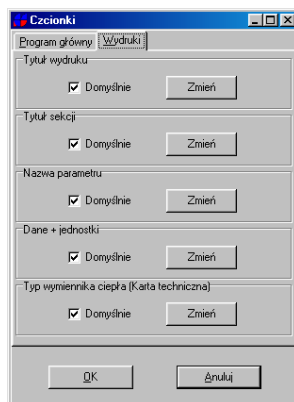 Czcionki
Program główny Wydruki
Tytuł wydruku
Domyślnie Zmień
Tytuł sekcji
Domyślnie Zmień
Nazwa parametru
Domyślnie Zmień
Dane + jednostki
Domyślnie Zmień
Typ wymiennika ciepła (Karta techniczna)
Domyślnie Zmień
OK Anuluj